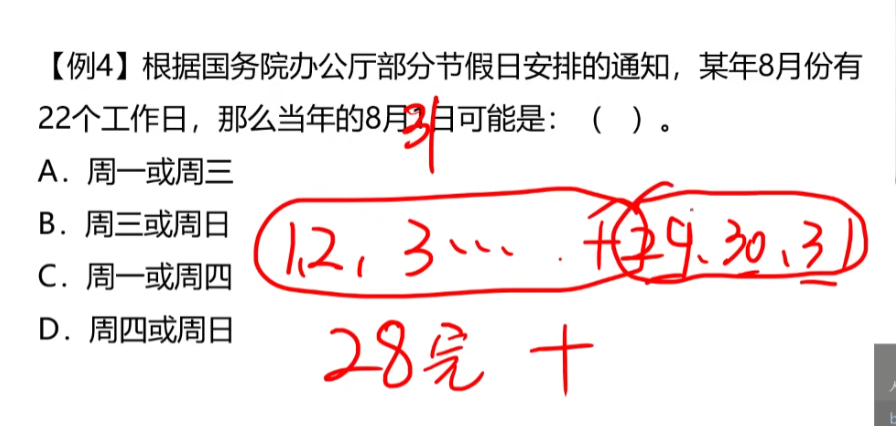 【例4】根据国务院办公厅部分节假日安排的通知，某年8月份有
22个工作日，那么当年的8月31日可能是：（ ）。
A．周一或周三
B．周三或周日
C．周一或周四
D．周四或周日
1,2, 3… + 29、30、31
28完 +